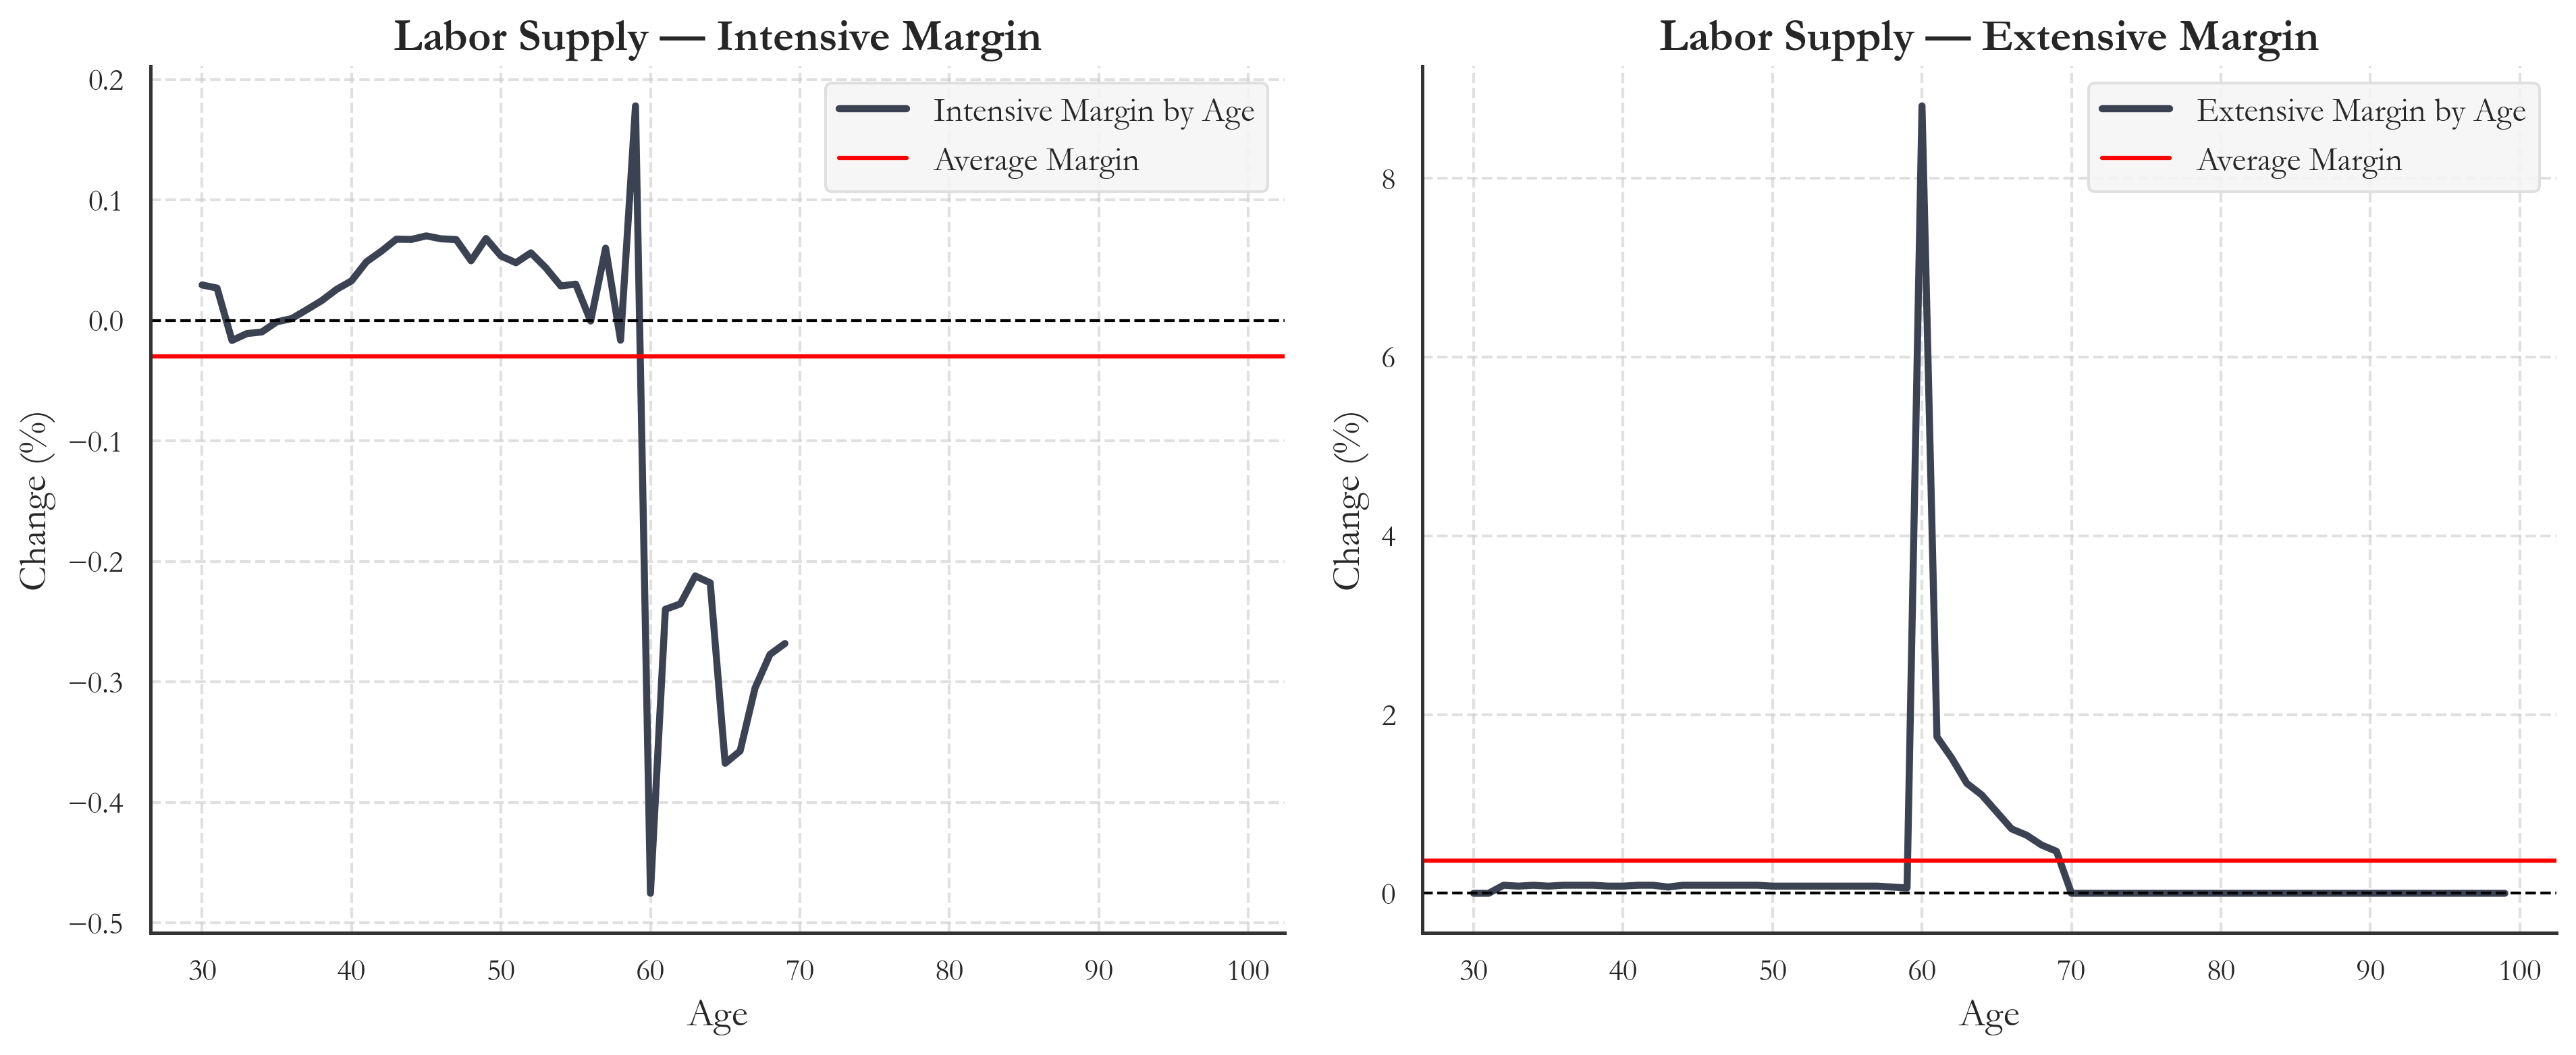 Labor Supply — Intensive Margin
Intensive Margin by Age
Average Margin
Change (%)
0.2
0.1
0.0
−0.1
−0.2
−0.3
−0.4
−0.5
30 40 50 60 70 80 90 100
Age
Labor Supply — Extensive Margin
Extensive Margin by Age
Average Margin
Change (%)
8
6
4
2
0
30 40 50 60 70 80 90 100
Age